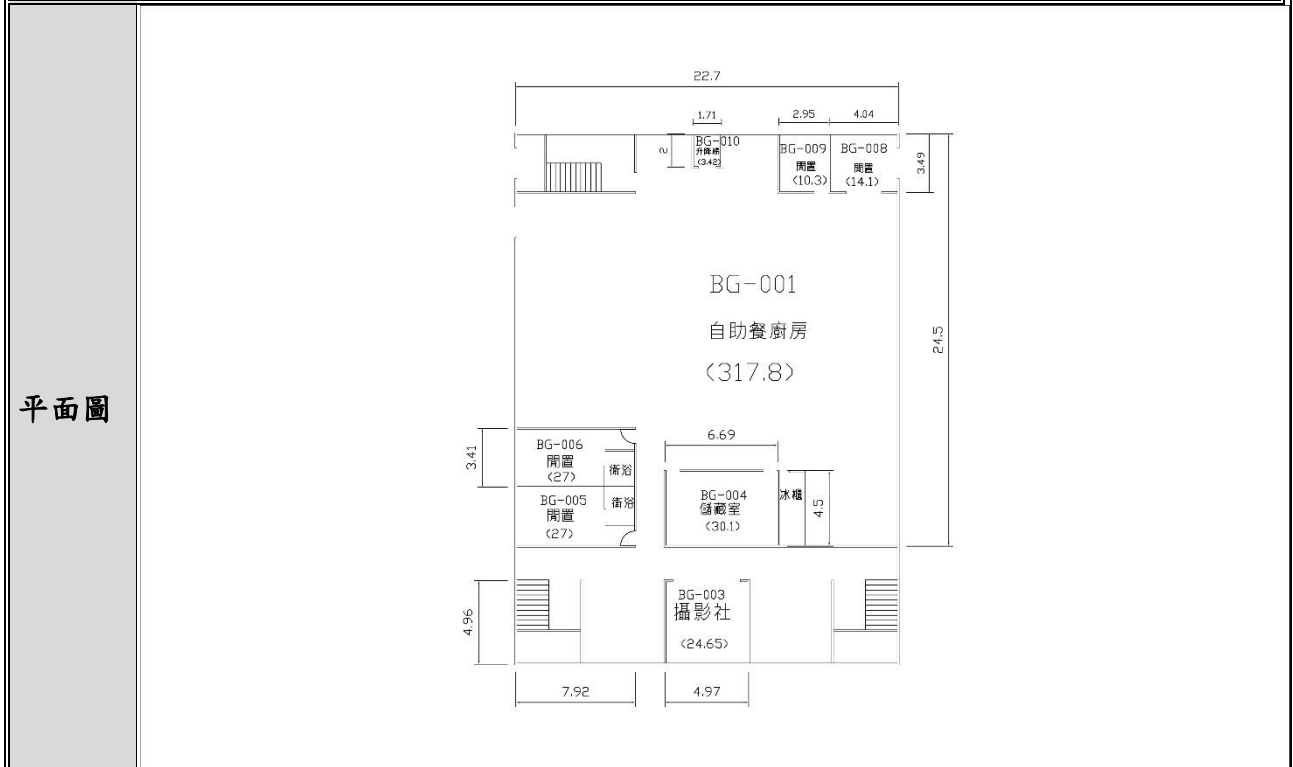 平面圖
22.7
1.71
2.95
4.04
2
BG-010
升降梯
(3.42)
BG-009
閒置
(10.3)
BG-008
閒置
(14.1)
3.49
BG-001
自助餐廚房
(317.8)
24.5
3.41
BG-006
閒置
(27)
衛浴
BG-005
閒置
(27)
衛浴
6.69
BG-004
儲藏室
(30.1)
冰櫃
4.5
4.96
BG-003
攝影社
(24.65)
7.92
4.97